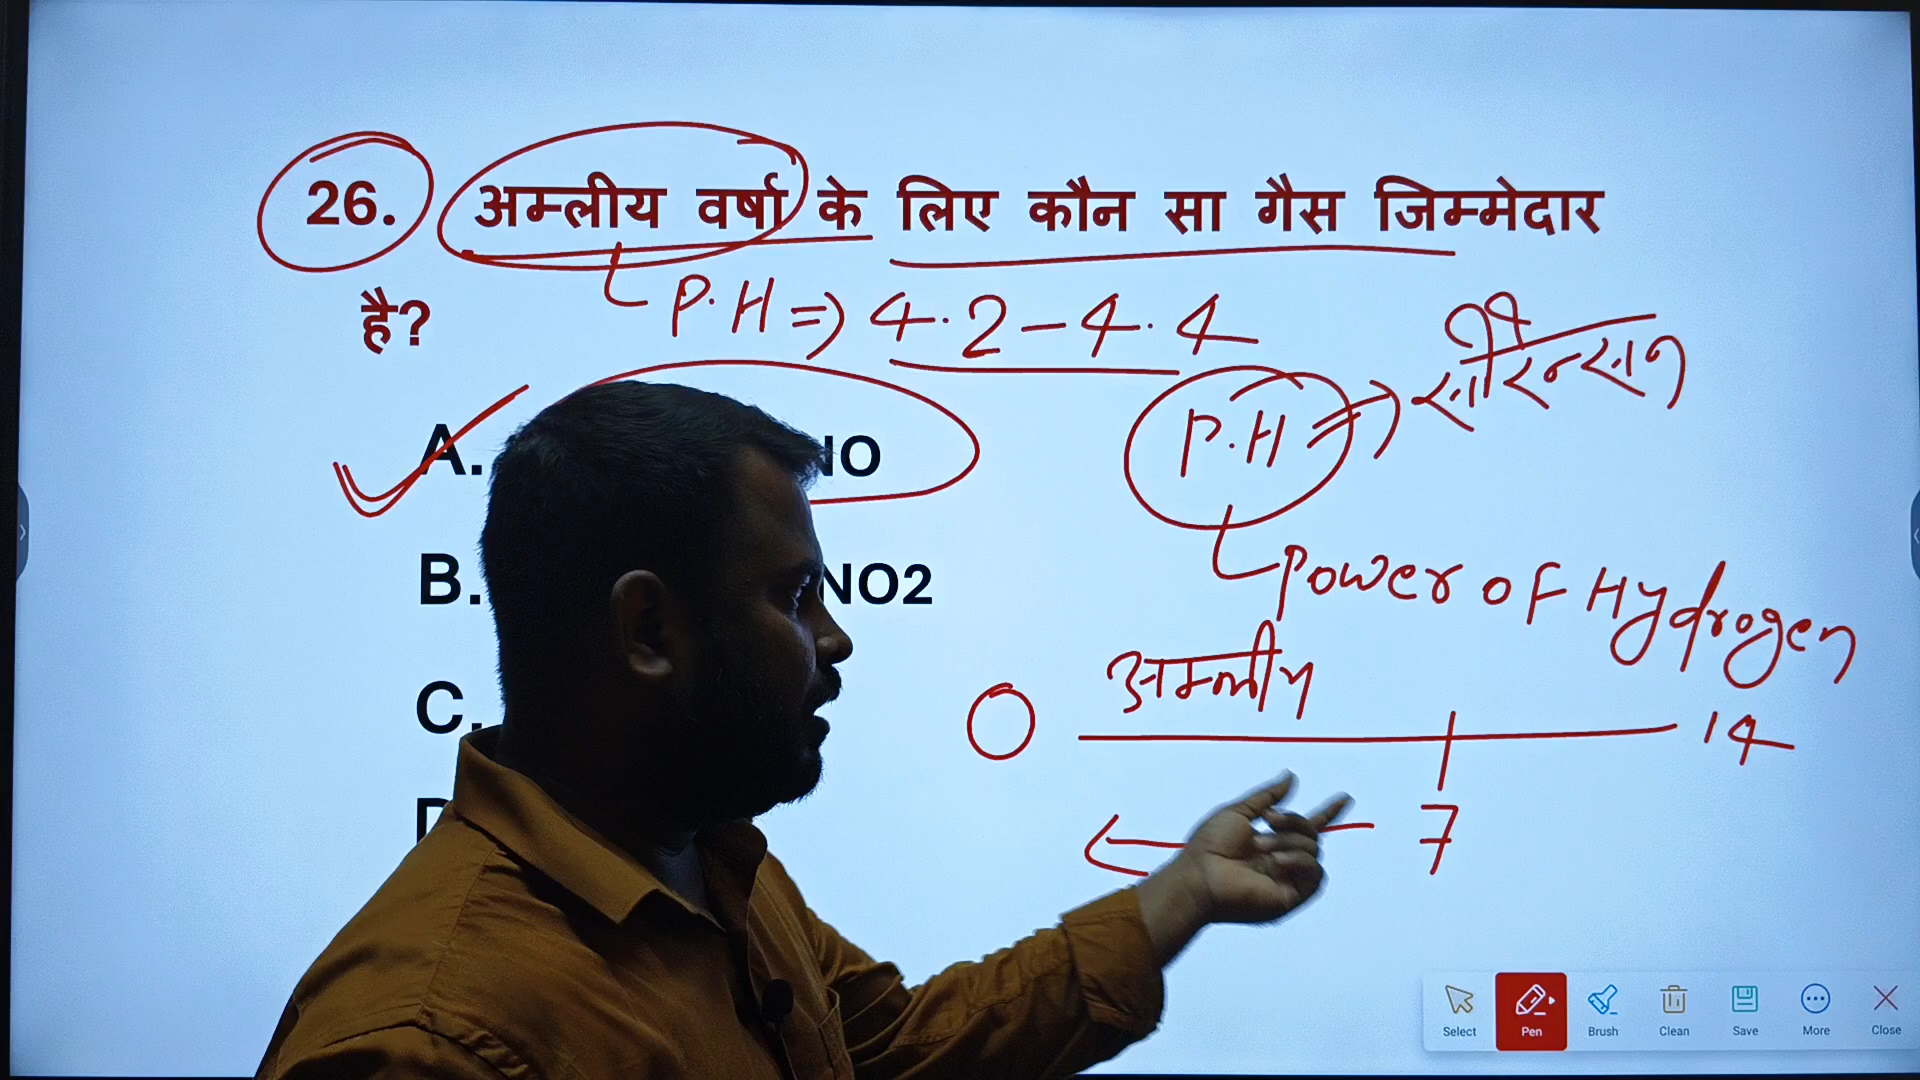 26. अम्लीय वर्षा के लिए कौन सा गैस जिम्मेदार
है?
P.H => 4.2-4.4
P.H =>
A.
NO
Power of Hydrogen
B.
NO2
अम्लीय
C.
0
14
7
Select
Pen
Brush
Clean
Save
More
Close